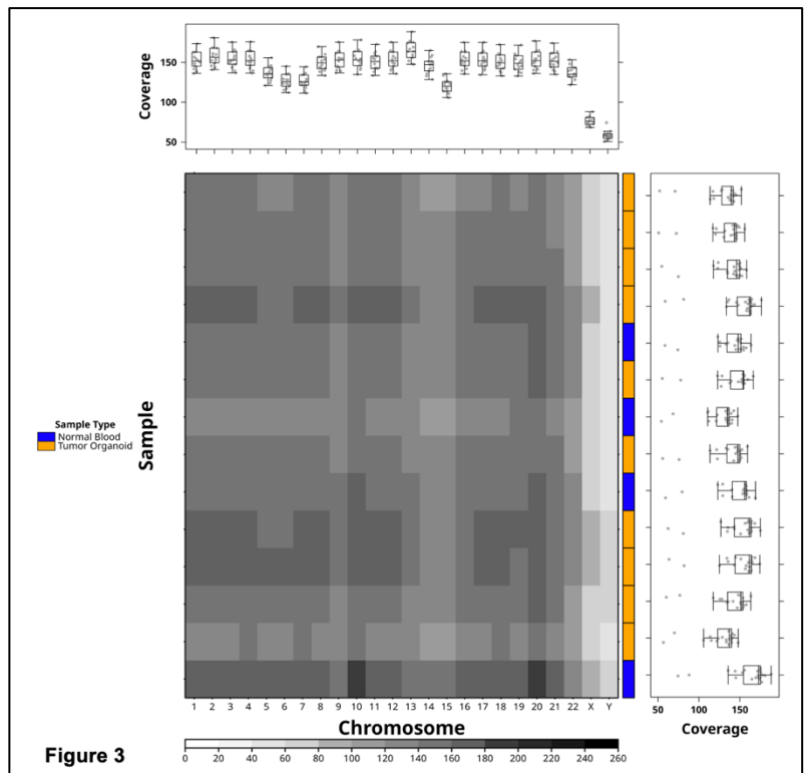 Coverage
150
100
50
Sample
Sample Type
Normal Blood
Tumor Organoid
1 2 3 4 5 6 7 8 9 10 11 12 13 14 15 16 17 18 19 20 21 22 X Y
Chromosome
0 20 40 60 80 100 120 140 160 180 200 220 240 260
50 100 150
Coverage
Figure 3